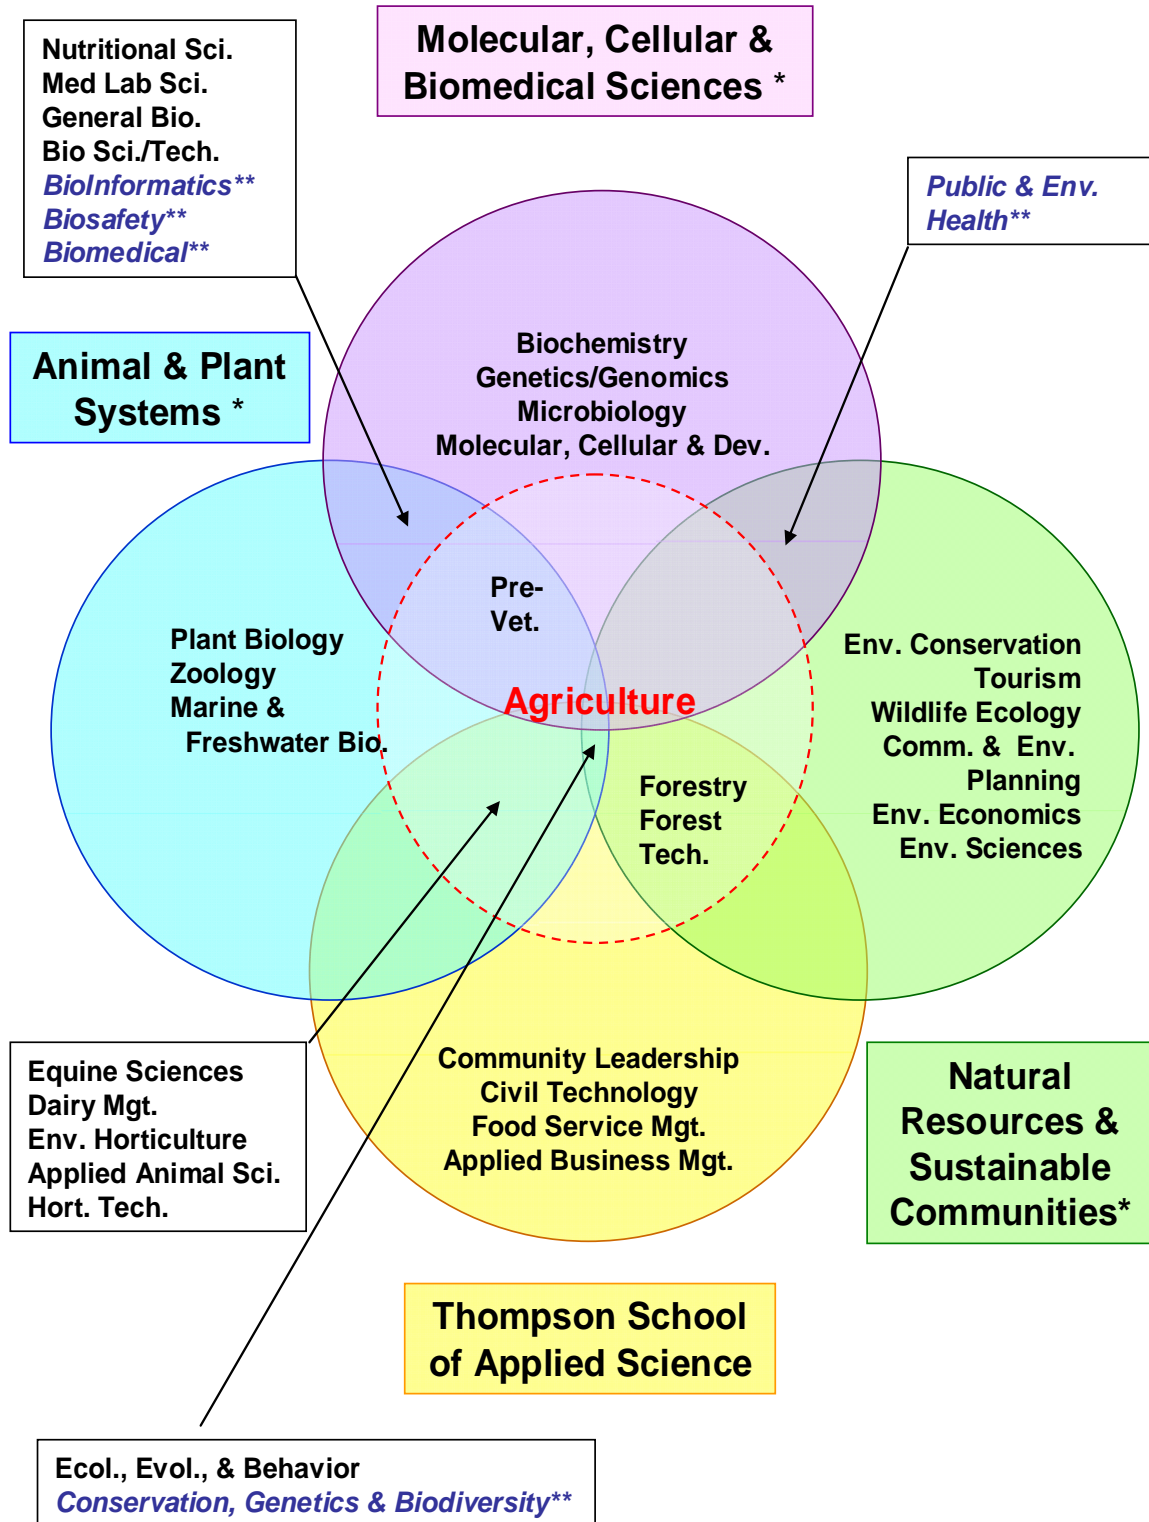 Nutritional Sci.
Med Lab Sci.
General Bio.
Bio Sci./Tech.
BioInformatics**
Biosafety**
Biomedical**
Molecular, Cellular &
Biomedical Sciences *
Public & Env.
Health**
Animal & Plant
Systems *
Biochemistry
Genetics/Genomics
Microbiology
Molecular, Cellular & Dev.
Pre-
Vet.
Plant Biology
Zoology
Marine &
Freshwater Bio.
Agriculture
Env. Conservation
Tourism
Wildlife Ecology
Comm. & Env.
Planning
Env. Economics
Env. Sciences
Forestry
Forest
Tech.
Equine Sciences
Dairy Mgt.
Env. Horticulture
Applied Animal Sci.
Hort. Tech.
Community Leadership
Civil Technology
Food Service Mgt.
Applied Business Mgt.
Natural
Resources &
Sustainable
Communities*
Thompson School
of Applied Science
Ecol., Evol., & Behavior
Conservation, Genetics & Biodiversity**